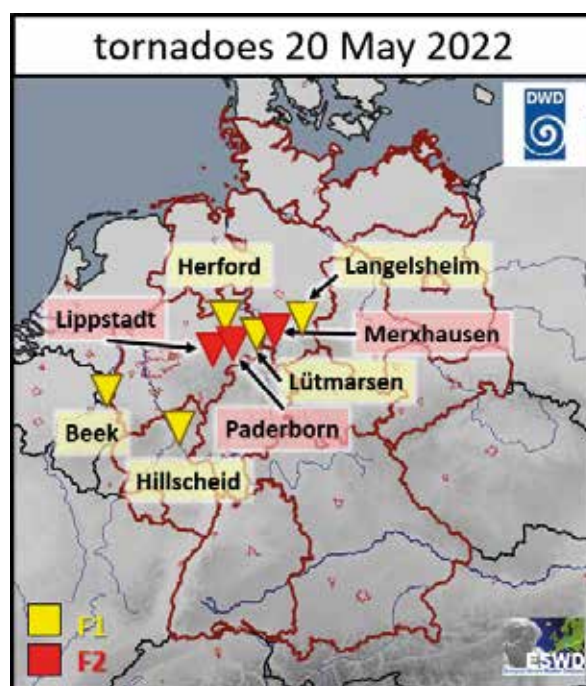 tornadoes 20 May 2022
DWD
Herford
Langelsheim
Lippstadt
Merxhausen
Lütmarsen
Beek
Paderborn
Hillscheid
F1
F2
ESWD